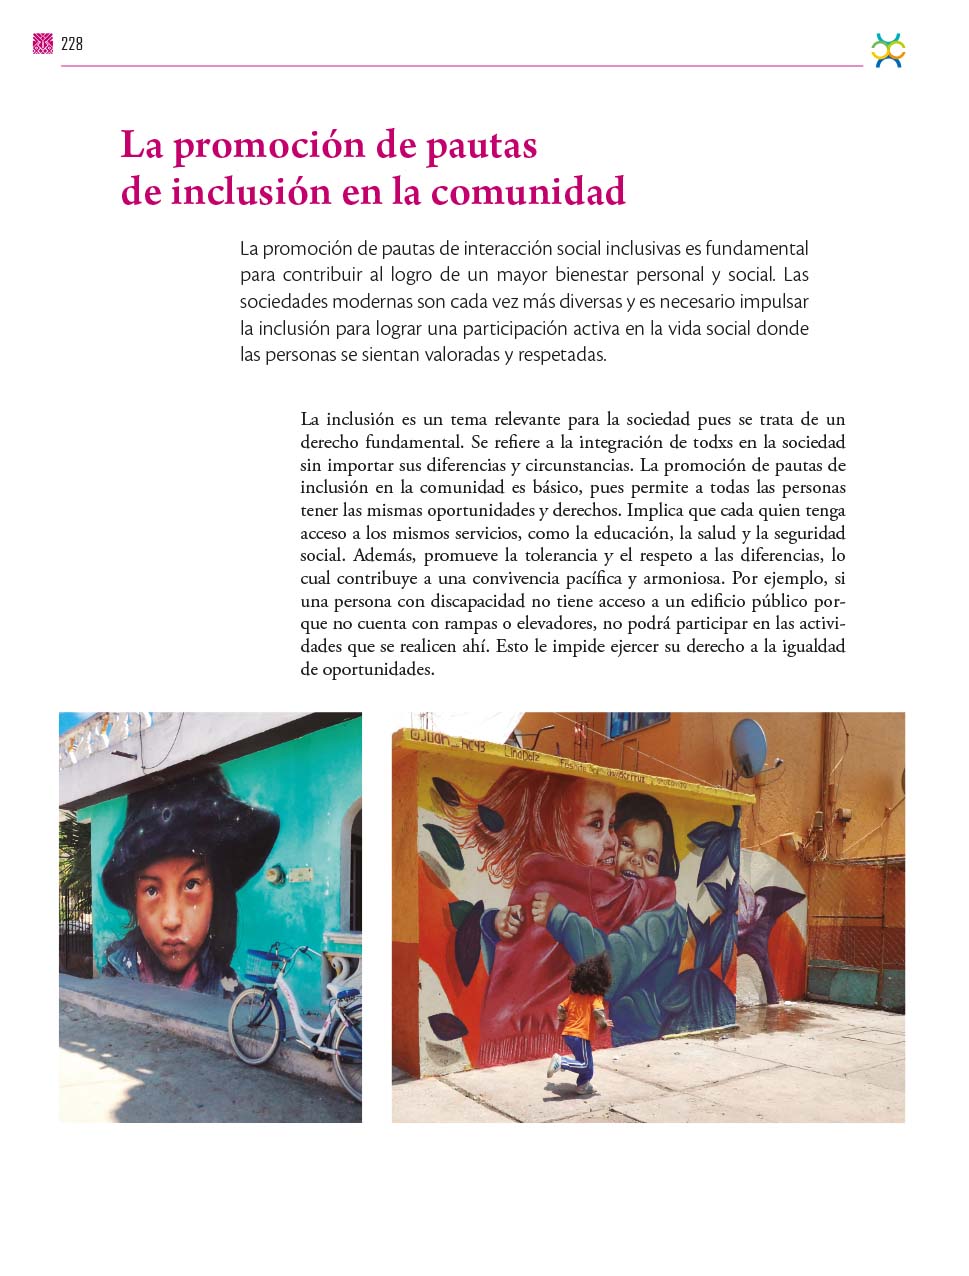 228
La promoción de pautas
de inclusión en la comunidad
La promoción de pautas de interacción social inclusivas es fundamental
para contribuir al logro de un mayor bienestar personal y social. Las
sociedades modernas son cada vez más diversas y es necesario impulsar
la inclusión para lograr una participación activa en la vida social donde
las personas se sientan valoradas y respetadas.
La inclusión es un tema relevante para la sociedad pues se trata de un
derecho fundamental. Se refiere a la integración de todxs en la sociedad
sin importar sus diferencias y circunstancias. La promoción de pautas de
inclusión en la comunidad es básico, pues permite a todas las personas
tener las mismas oportunidades y derechos. Implica que cada quien tenga
acceso a los mismos servicios, como la educación, la salud y la seguridad
social. Además, promueve la tolerancia y el respeto a las diferencias, lo
cual contribuye a una convivencia pacífica y armoniosa. Por ejemplo, si
una persona con discapacidad no tiene acceso a un edificio público por-
que no cuenta con rampas o elevadores, no podrá participar en las activi-
dades que se realicen ahí. Esto le impide ejercer su derecho a la igualdad
de oportunidades.
@Juan_hc43